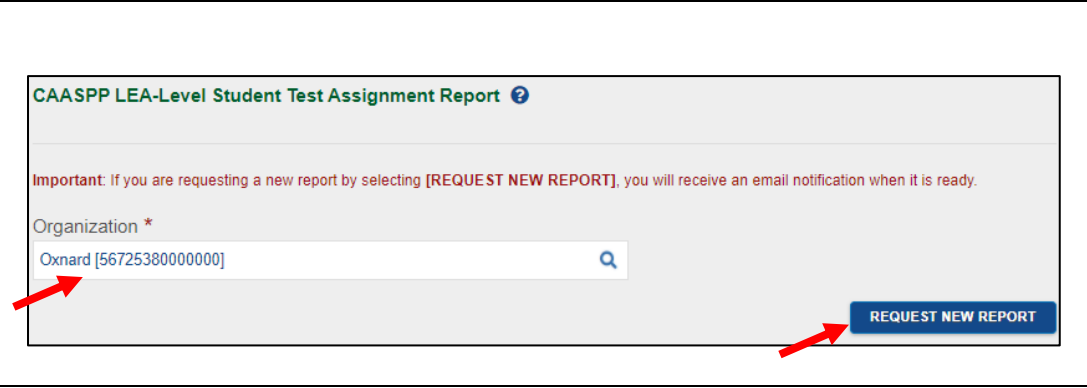 CAASPP LEA-Level Student Test Assignment Report ?
Important: If you are requesting a new report by selecting [REQUEST NEW REPORT], you will receive an email notification when it is ready.
Organization *
Oxnard [56725380000000]
REQUEST NEW REPORT